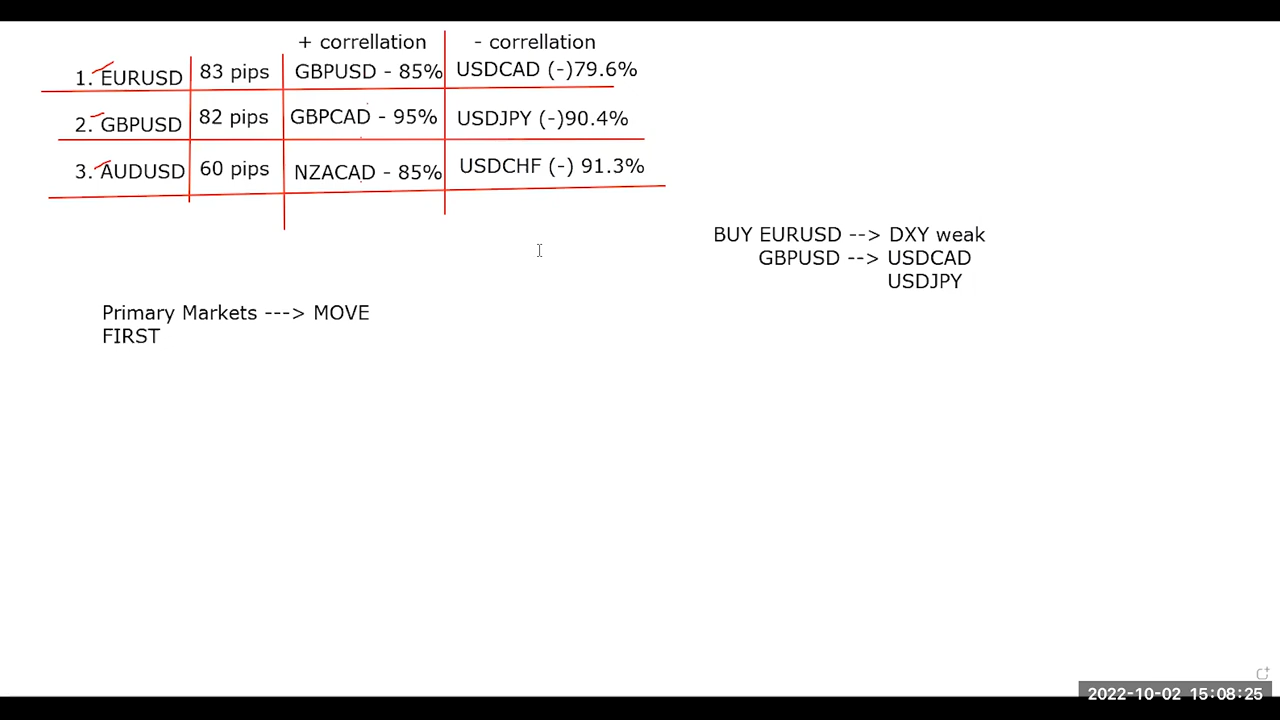 + correllation - correllation
1. EURUSD 83 pips GBPUSD - 85% USDCAD (-)79.6%
2. GBPUSD 82 pips GBPCAD - 95% USDJPY (-)90.4%
3. AUDUSD 60 pips NZACAD - 85% USDCHF (-) 91.3%
BUY EURUSD --> DXY weak
GBPUSD --> USDCAD
USDJPY
Primary Markets ---> MOVE
FIRST
2022-10-02 15:08:25